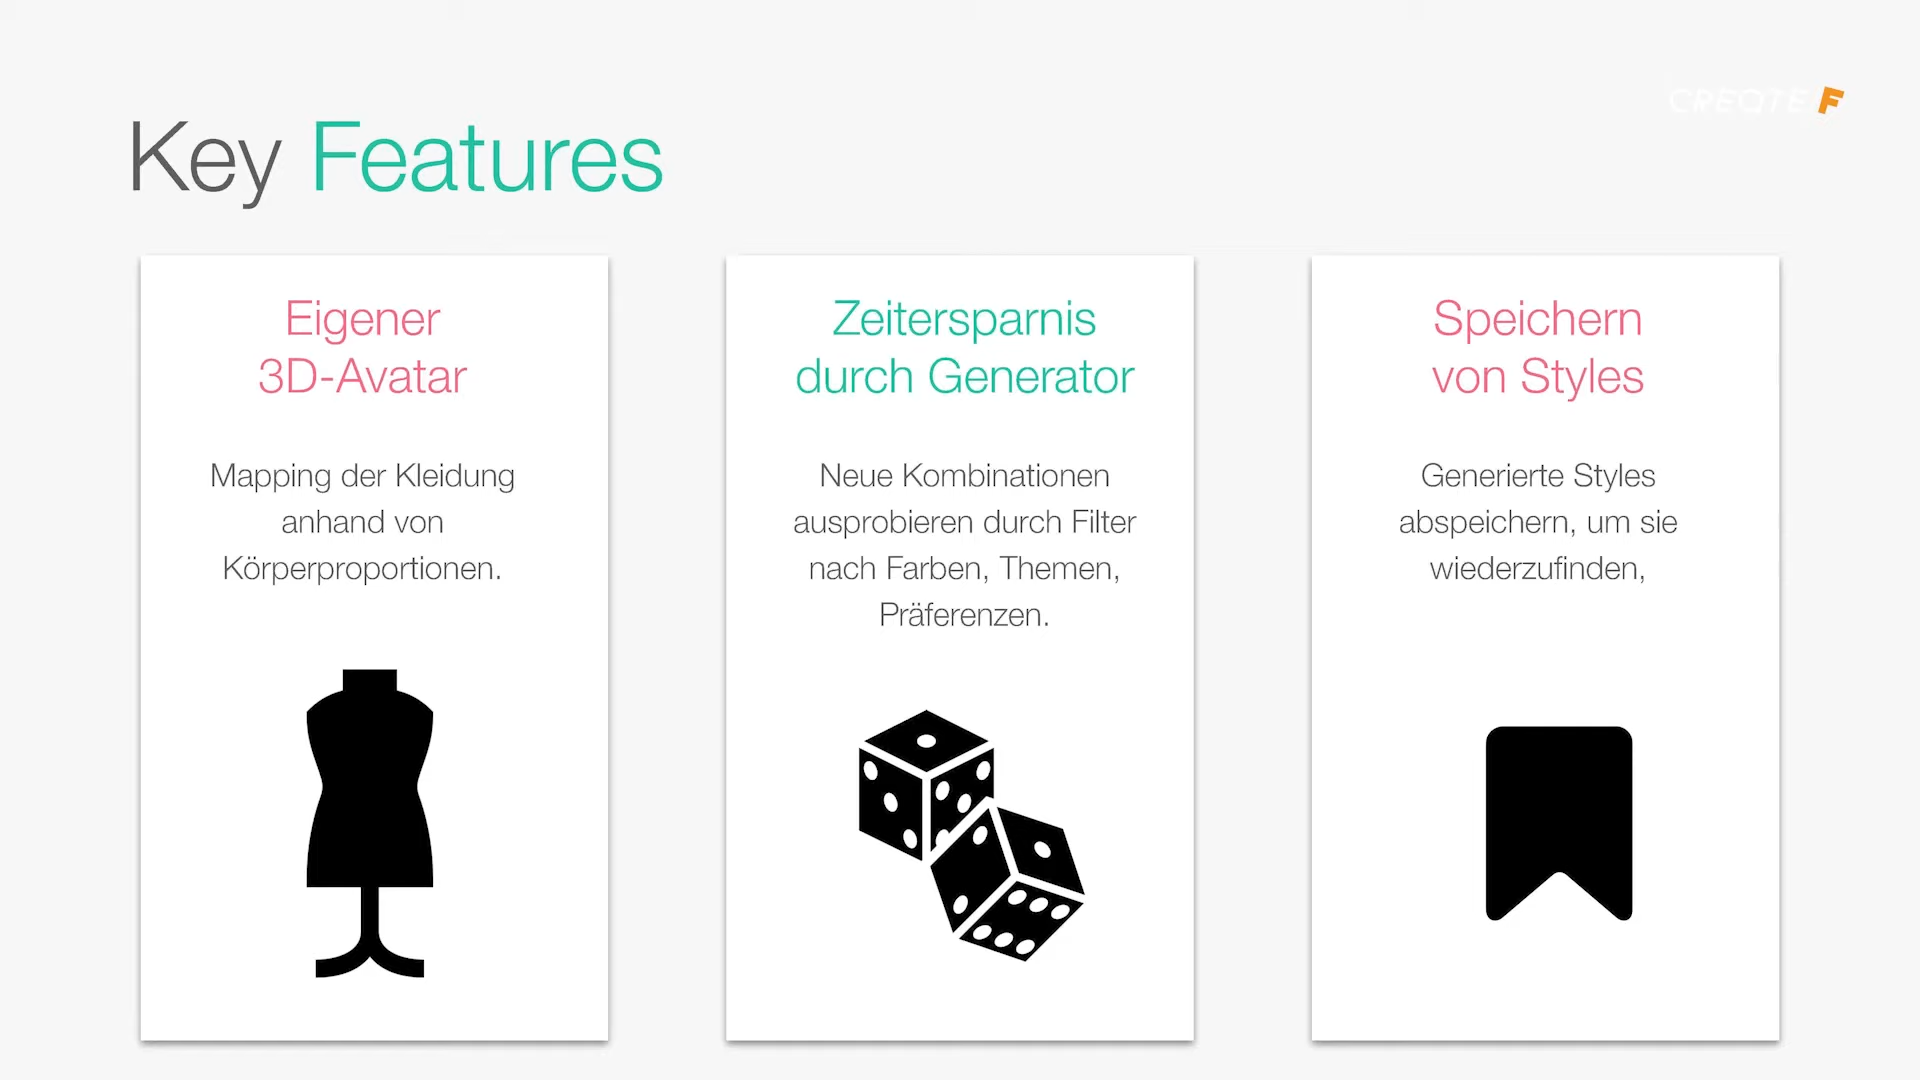 CREATE F
Key Features
Eigener
3D-Avatar
Mapping der Kleidung
anhand von
Körperproportionen.
Zeitersparnis
durch Generator
Neue Kombinationen
ausprobieren durch Filter
nach Farben, Themen,
Präferenzen.
Speichern
von Styles
Generierte Styles
abspeichern, um sie
wiederzufinden,